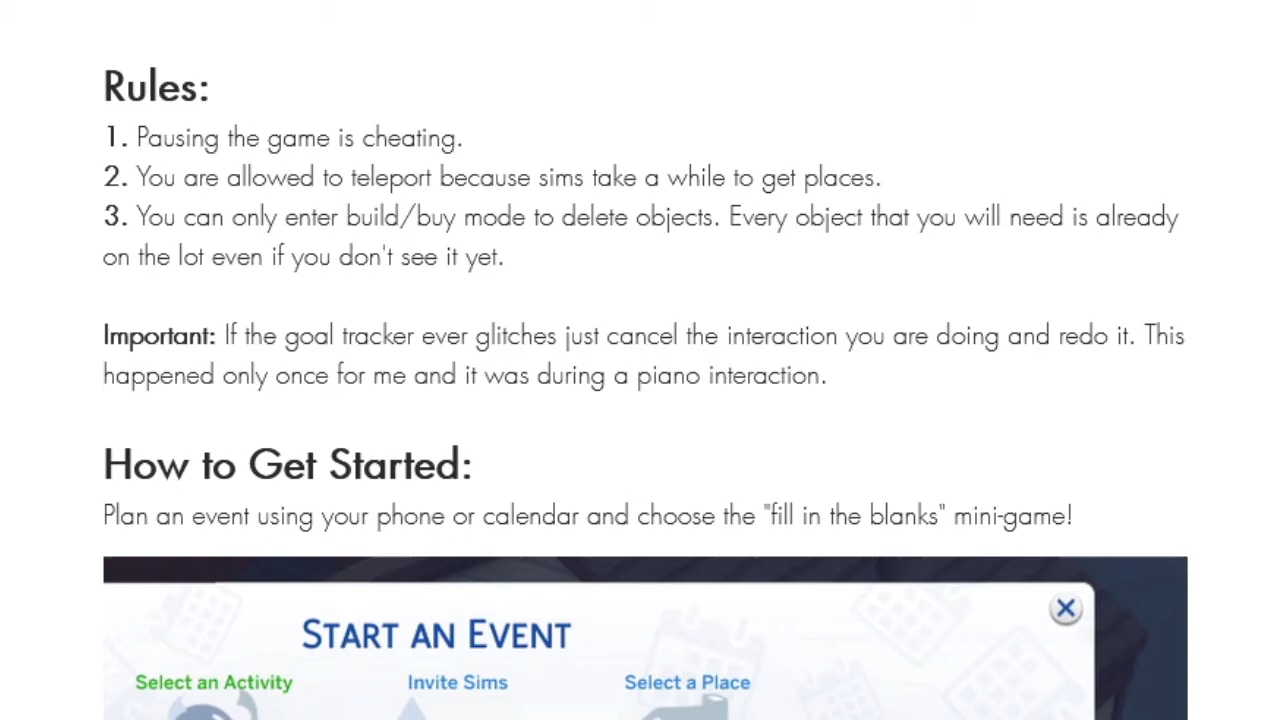 Rules:
1. Pausing the game is cheating.
2. You are allowed to teleport because sims take a while to get places.
3. You can only enter build/buy mode to delete objects. Every object that you will need is already
on the lot even if you don't see it yet.
Important: If the goal tracker ever glitches just cancel the interaction you are doing and redo it. This
happened only once for me and it was during a piano interaction.
How to Get Started:
Plan an event using your phone or calendar and choose the "fill in the blanks" mini-game!
START AN EVENT
Select an Activity Invite Sims Select a Place